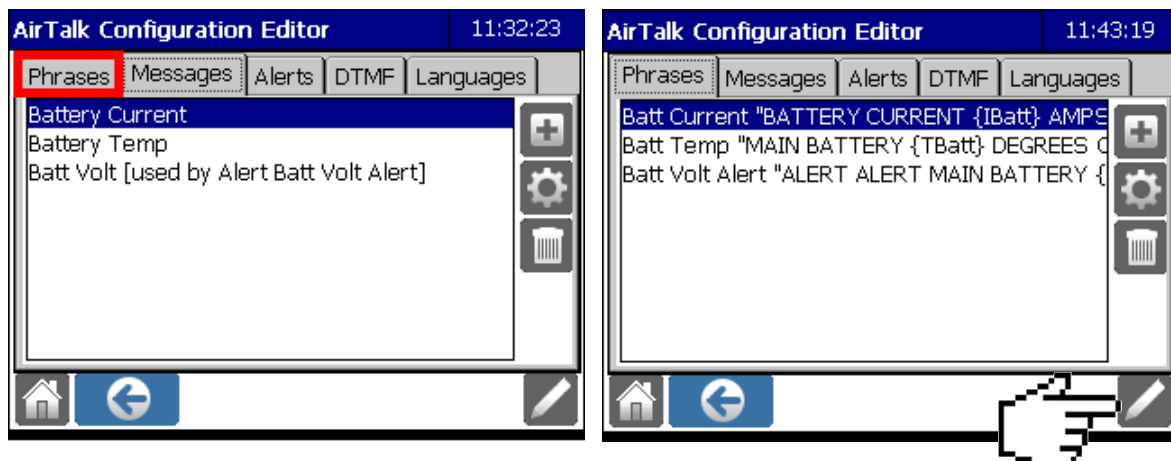 AirTalk Configuration Editor 11:32:23
Phrases Messages Alerts DTMF Languages
Battery Current
Battery Temp
Batt Volt [used by Alert Batt Volt Alert]
AirTalk Configuration Editor 11:43:19
Phrases Messages Alerts DTMF Languages
Batt Current "BATTERY CURRENT {IBatt} AMPS
Batt Temp "MAIN BATTERY {TBatt} DEGREES C
Batt Volt Alert "ALERT ALERT MAIN BATTERY {